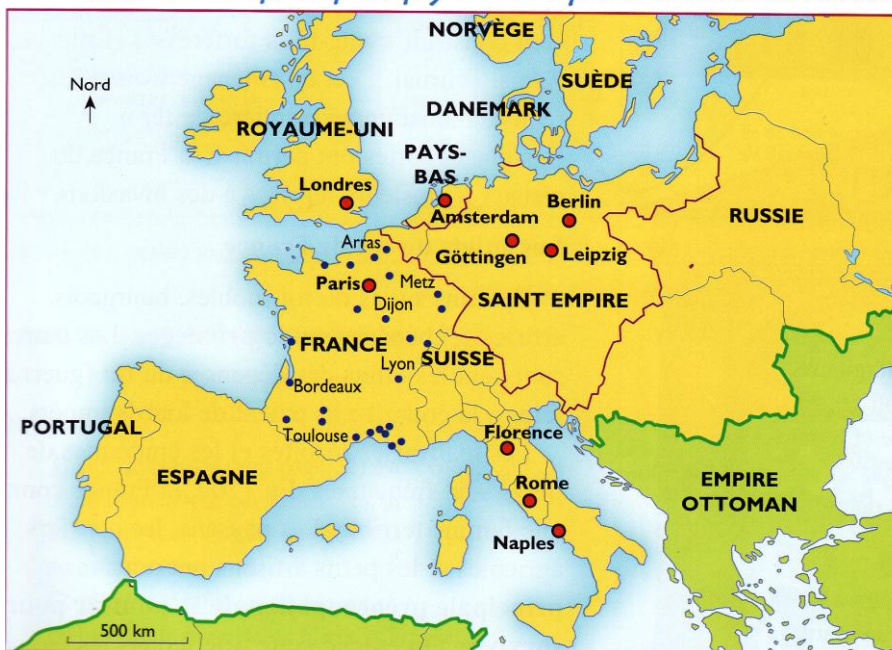 NORVÈGE
Nord
SUÈDE
DANEMARK
ROYAUME-UNI
PAYS-
BAS
Londres
Berlin
Amsterdam
RUSSIE
Arras
Göttingen
Leipzig
Paris
Metz
SAINT EMPIRE
Dijon
FRANCE
SUISSE
Lyon
Bordeaux
PORTUGAL
Toulouse
Florence
ESPAGNE
Rome
EMPIRE
OTTOMAN
Naples
500 km